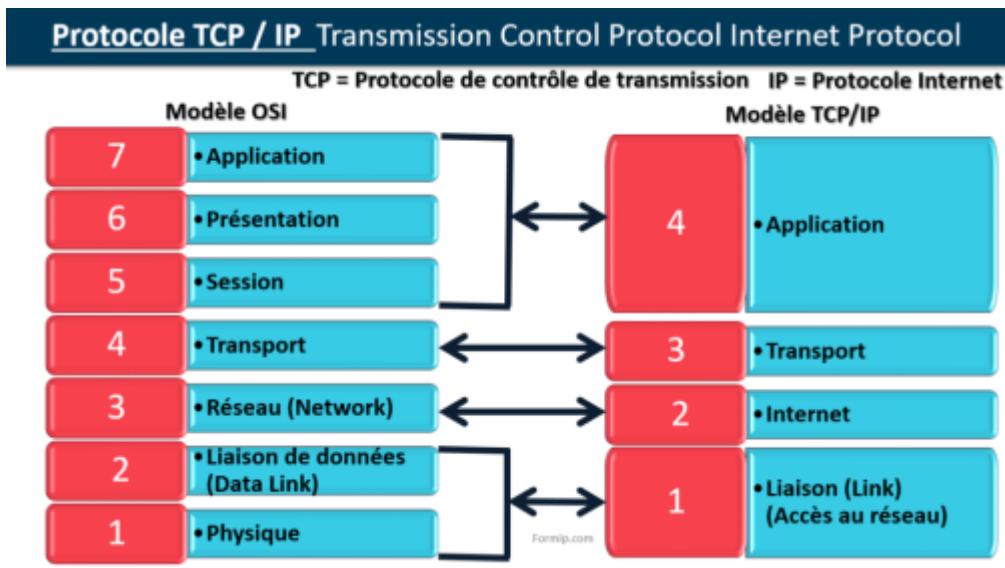 Protocole TCP / IP Transmission Control Protocol Internet Protocol
TCP = Protocole de contrôle de transmission IP = Protocole Internet
Modèle OSI
7
•Application
6
•Présentation
5
•Session
4
•Transport
3
•Réseau (Network)
2
•Liaison de données
(Data Link)
1
•Physique
Modèle TCP/IP
4
•Application
3
•Transport
2
•Internet
1
•Liaison (Link)
(Accès au réseau)
Formip.com